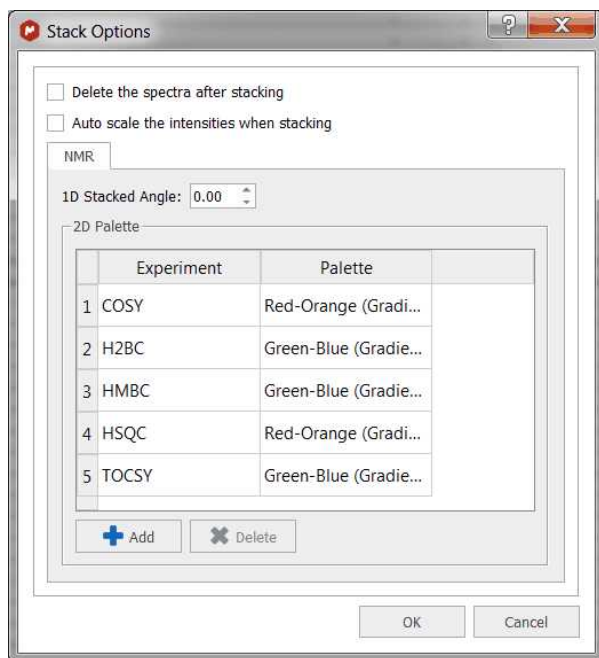 Stack Options
Delete the spectra after stacking
Auto scale the intensities when stacking
NMR
1D Stacked Angle: 0.00
2D Palette
Experiment Palette
1 COSY Red-Orange (Gradi...
2 H2BC Green-Blue (Gradie...
3 HMBC Green-Blue (Gradie...
4 HSQC Red-Orange (Gradi...
5 TOCSY Green-Blue (Gradie...
Add Delete
OK Cancel